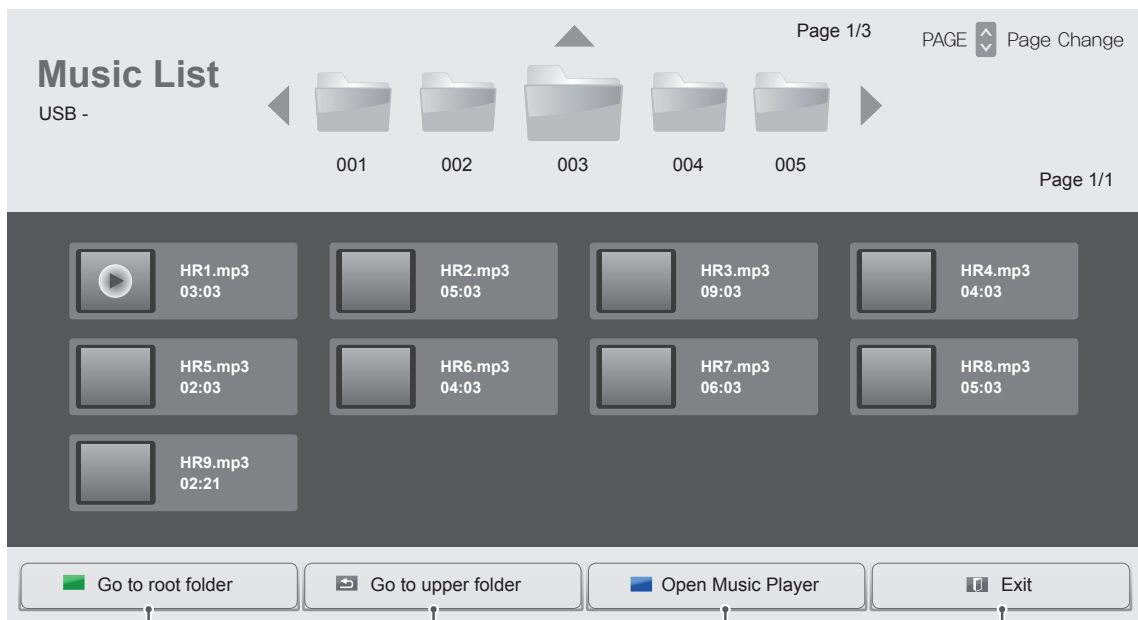 Page 1/3
PAGE Page Change
Music List
USB -
001 002 003 004 005
Page 1/1
HR1.mp3
03:03
HR2.mp3
05:03
HR3.mp3
09:03
HR4.mp3
04:03
HR5.mp3
02:03
HR6.mp3
04:03
HR7.mp3
06:03
HR8.mp3
05:03
HR9.mp3
02:21
Go to root folder
Go to upper folder
Open Music Player
Exit